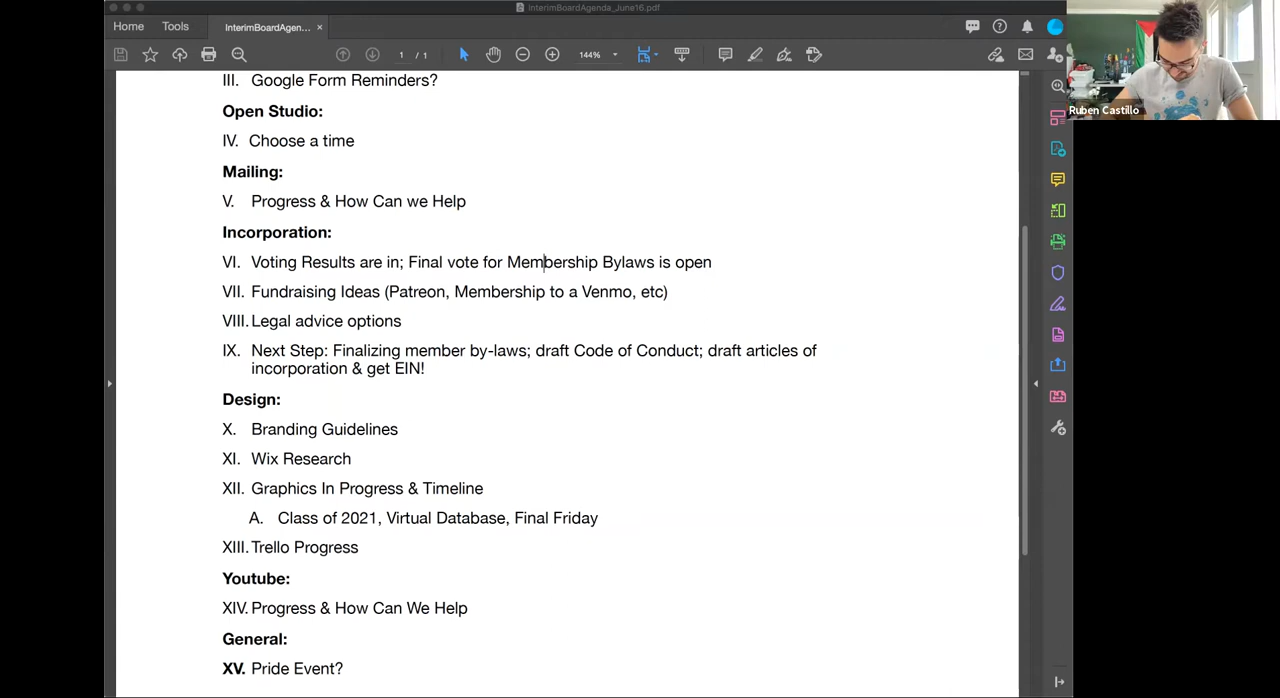 InterimBoardAgenda_June16.pdf
Home Tools InterimBoardAgen... ×
1 / 1 144%
Ruben Castillo
III. Google Form Reminders?
Open Studio:
IV. Choose a time
Mailing:
V. Progress & How Can we Help
Incorporation:
VI. Voting Results are in; Final vote for Membership Bylaws is open
VII. Fundraising Ideas (Patreon, Membership to a Venmo, etc)
VIII. Legal advice options
IX. Next Step: Finalizing member by-laws; draft Code of Conduct; draft articles of
incorporation & get EIN!
Design:
X. Branding Guidelines
XI. Wix Research
XII. Graphics In Progress & Timeline
A. Class of 2021, Virtual Database, Final Friday
XIII. Trello Progress
Youtube:
XIV. Progress & How Can We Help
General:
XV. Pride Event?